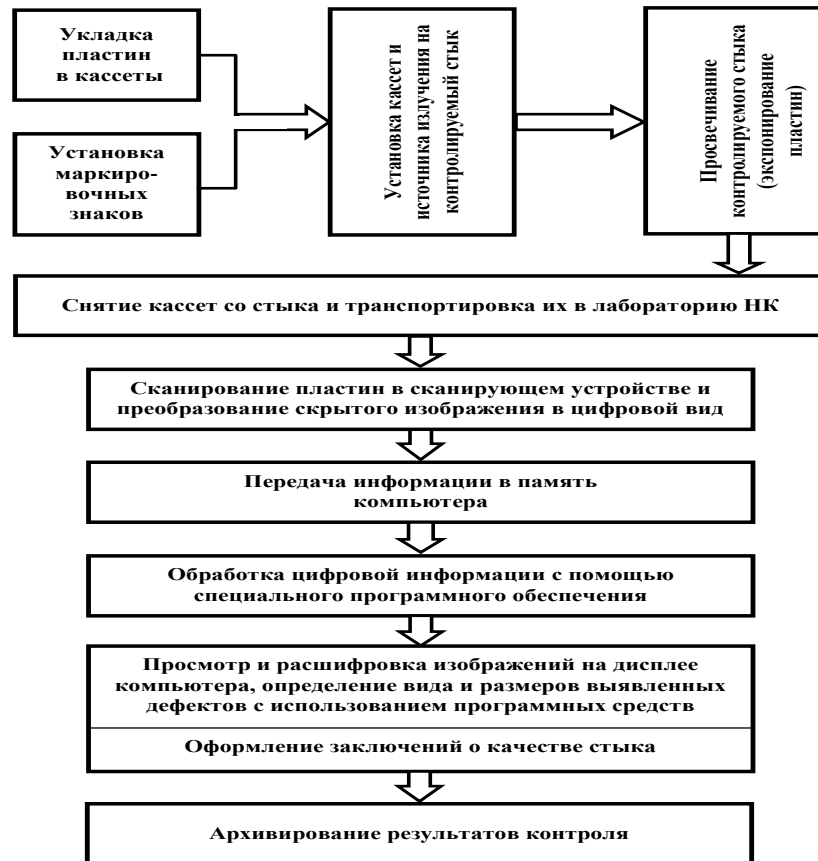 Укладка
пластин
в кассеты
Установка
маркиро-
вочных
знаков
Установка кассет и
источника излучения на
контролируемый стык
Просвечивание
контролируемого стыка
(экспонирование
пластин)
Снятие кассет со стыка и транспортировка их в лабораторию НК
Сканирование пластин в сканирующем устройстве и
преобразование скрытого изображения в цифровой вид
Передача информации в память
компьютера
Обработка цифровой информации с помощью
специального программного обеспечения
Просмотр и расшифровка изображений на дисплее
компьютера, определение вида и размеров выявленных
дефектов с использованием программных средств
Оформление заключений о качестве стыка
Архивирование результатов контроля